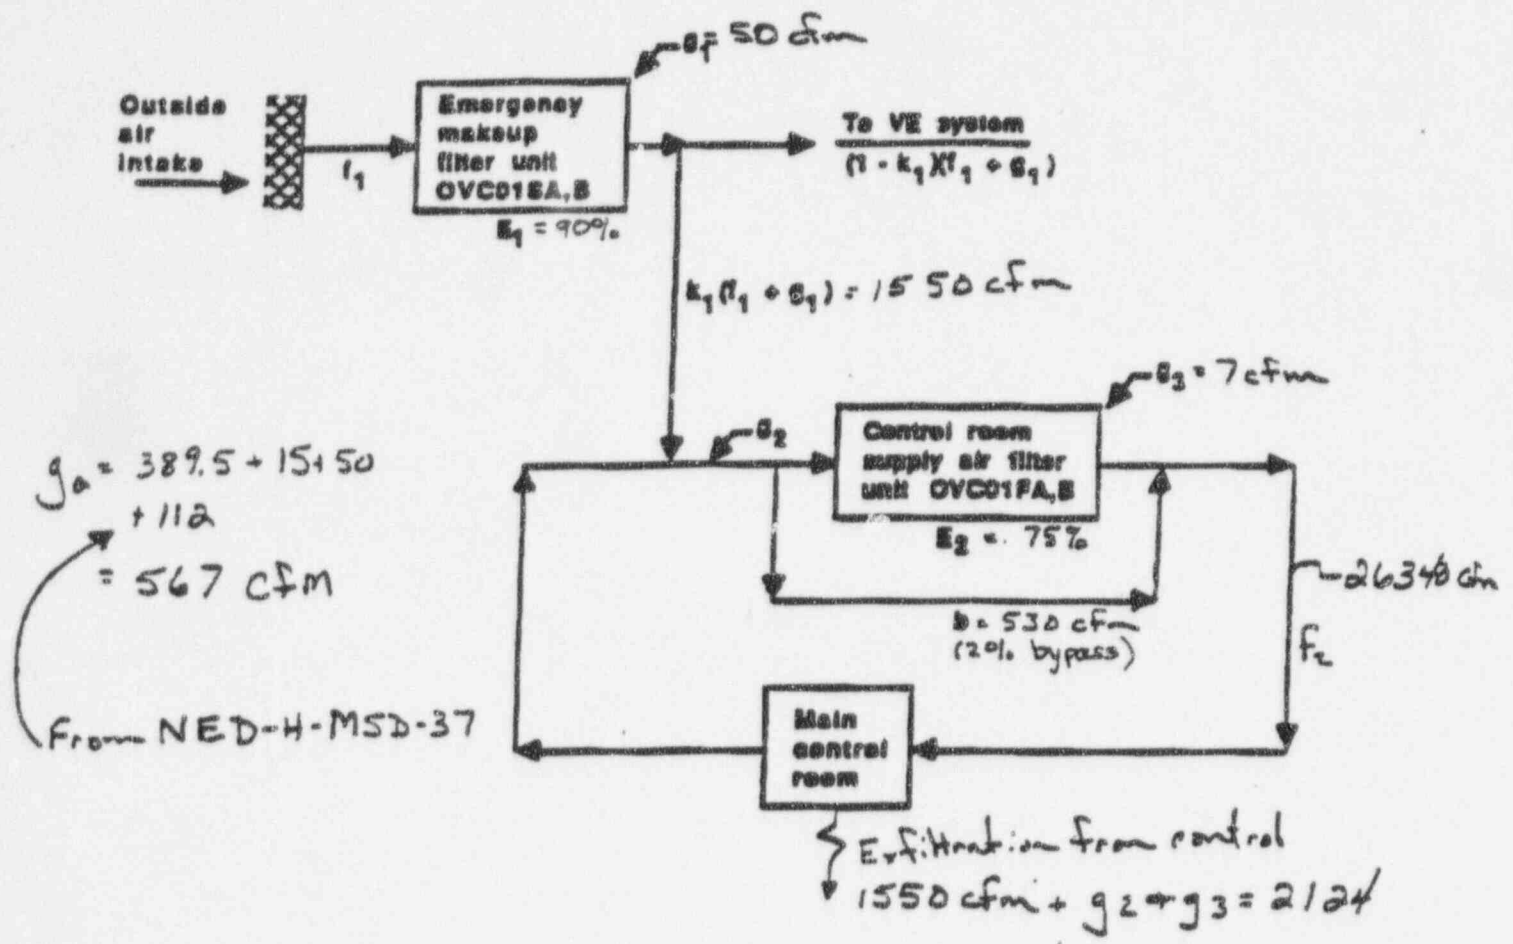 g₁= 50 cfm
Outside
air
intake
f₁
Emergency
makeup
filter unit
OVC01SA,B
E₁ = 90%
To VE system
(1 - k₁)(f₁ + g₁)
k₁(f₁ + g₁) = 1550 cfm
g₃ = 7 cfm
g₂
Control room
supply air filter
unit OVC01FA,B
E₂ = 75%
gₐ = 389.5 + 15+50
+ 112
= 567 cfm
26348 cfm
b = 530 cfm
(2% bypass)
f₂
From NED-H-MSD-37
Main
control
room
Exfiltration from control
1550 cfm + g2 + g3 = 2124